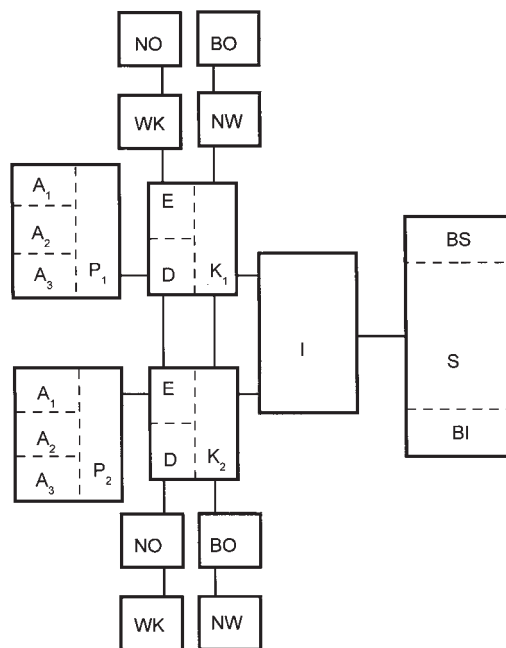 NO BO
WK NW
A₁
A₂
A₃ P₁
E
D K₁
I
BS
S
BI
A₁
A₂
A₃ P₂
E
D K₂
NO BO
WK NW